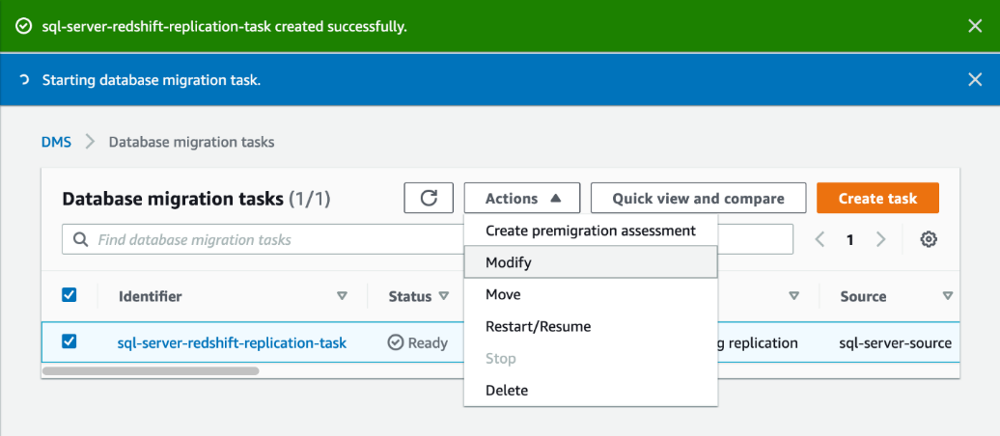 sql-server-redshift-replication-task created successfully.
Starting database migration task.
DMS > Database migration tasks
Database migration tasks (1/1)
Actions
Quick view and compare
Create task
Find database migration tasks
1
Create premigration assessment
Modify
Move
Restart/Resume
Stop
Delete
Identifier Status Source
sql-server-redshift-replication-task Ready g replication sql-server-source